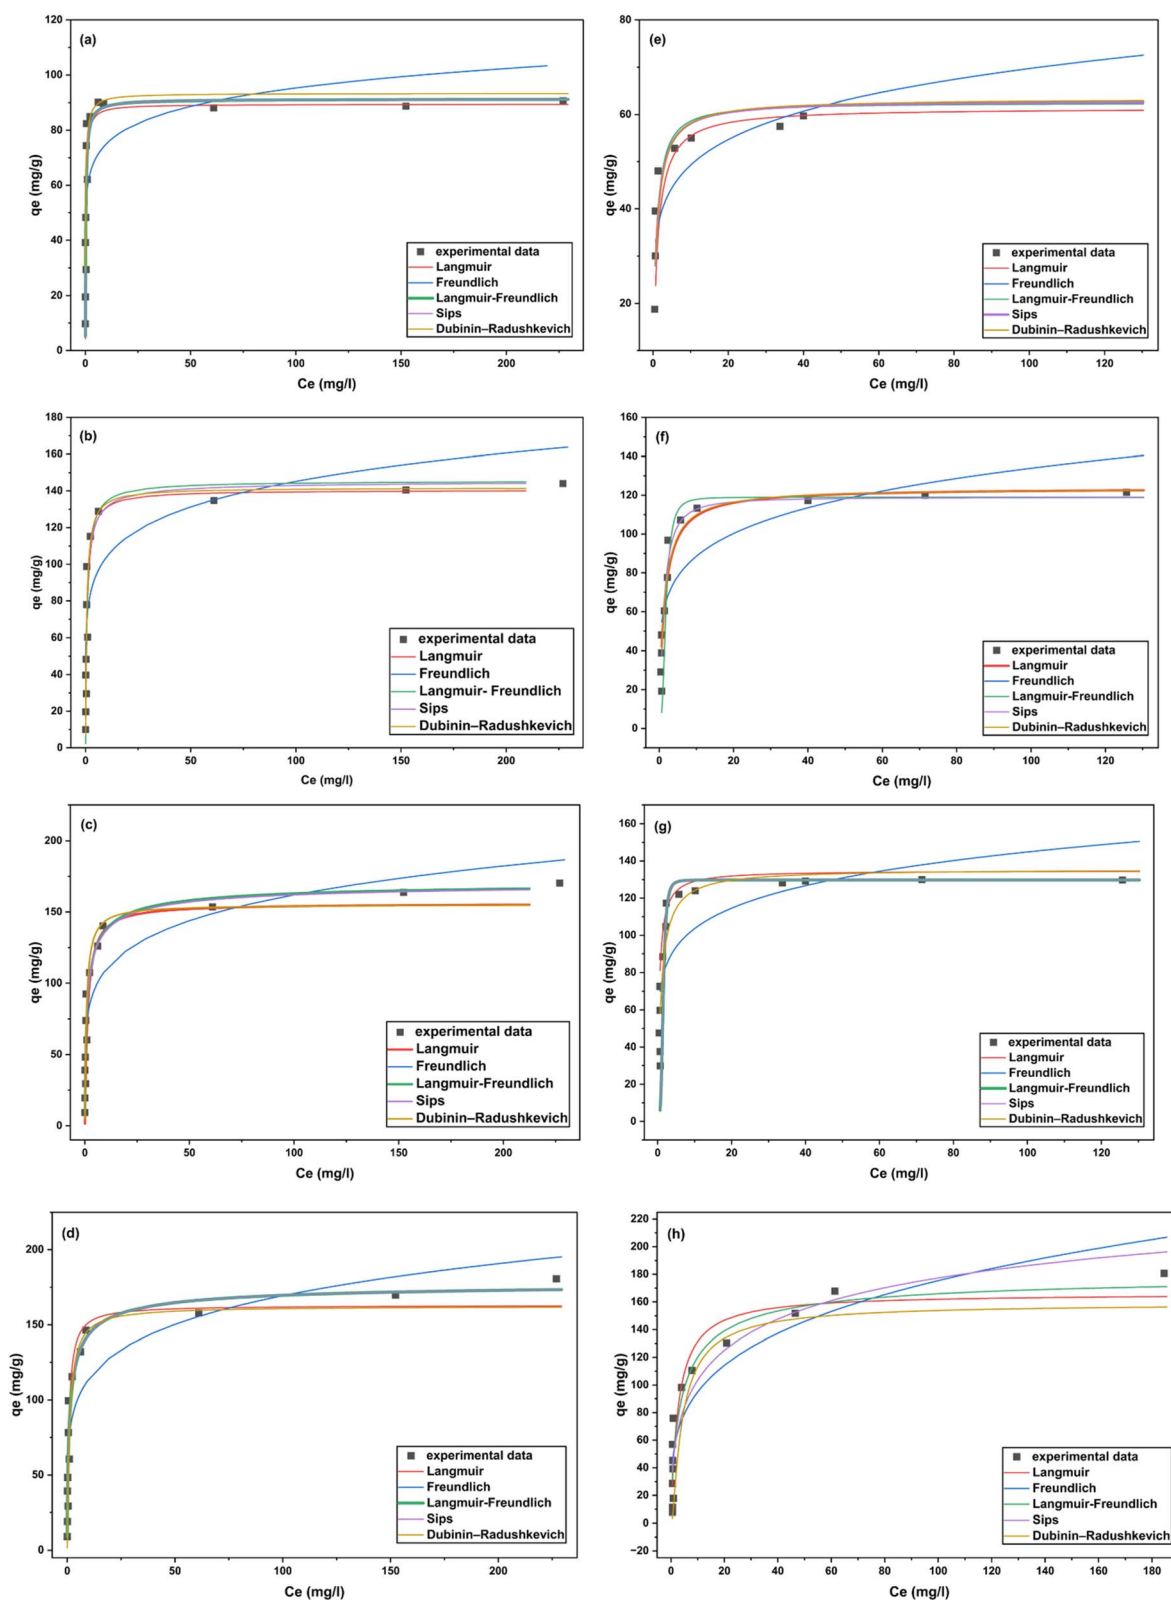 (a)
120
100
80
60
40
20
0
qe (mg/g)
experimental data
Langmuir
Freundlich
Langmuir-Freundlich
Sips
Dubinin–Radushkevich
0 50 100 150 200
Ce (mg/l)
(e)
80
60
40
20
qe (mg/g)
experimental data
Langmuir
Freundlich
Langmuir-Freundlich
Sips
Dubinin–Radushkevich
0 20 40 60 80 100 120
Ce (mg/l)
(b)
180
160
140
120
100
80
60
40
20
0
qe (mg/g)
experimental data
Langmuir
Freundlich
Langmuir- Freundlich
Sips
Dubinin–Radushkevich
0 50 100 150 200
Ce (mg/l)
(f)
160
140
120
100
80
60
40
20
0
qe (mg/g)
experimental data
Langmuir
Freundlich
Langmuir-Freundlich
Sips
Dubinin–Radushkevich
0 20 40 60 80 100 120
Ce (mg/l)
(c)
200
150
100
50
0
qe (mg/g)
experimental data
Langmuir
Freundlich
Langmuir-Freundlich
Sips
Dubinin–Radushkevich
0 50 100 150 200
Ce (mg/l)
(g)
160
140
120
100
80
60
40
20
0
qe (mg/g)
experimental data
Langmuir
Freundlich
Langmuir-Freundlich
Sips
Dubinin–Radushkevich
0 20 40 60 80 100 120
Ce (mg/l)
(d)
200
150
100
50
0
qe (mg/g)
experimental data
Langmuir
Freundlich
Langmuir-Freundlich
Sips
Dubinin–Radushkevich
0 50 100 150 200
Ce (mg/l)
(h)
220
200
180
160
140
120
100
80
60
40
20
0
−20
qe (mg/g)
experimental data
Langmuir
Freundlich
Langmuir-Freundlich
Sips
Dubinin–Radushkevich
0 20 40 60 80 100 120 140 160 180
Ce (mg/l)